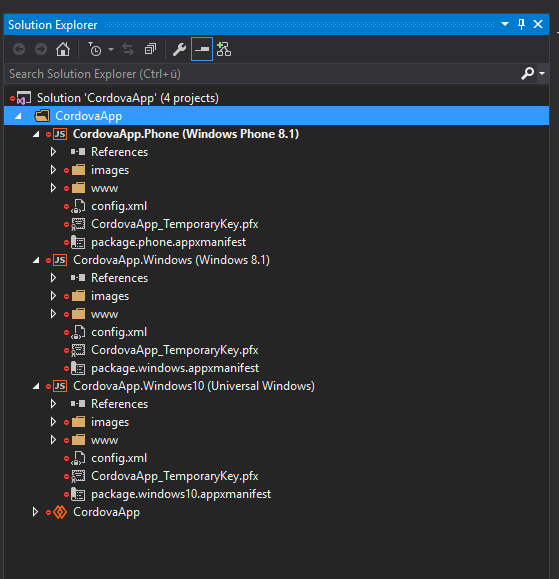 Solution Explorer
Search Solution Explorer (Ctrl+ü)
Solution 'CordovaApp' (4 projects)
CordovaApp
JS CordovaApp.Phone (Windows Phone 8.1)
References
images
www
config.xml
CordovaApp_TemporaryKey.pfx
package.phone.appxmanifest
JS CordovaApp.Windows (Windows 8.1)
References
images
www
config.xml
CordovaApp_TemporaryKey.pfx
package.windows.appxmanifest
JS CordovaApp.Windows10 (Universal Windows)
References
images
www
config.xml
CordovaApp_TemporaryKey.pfx
package.windows10.appxmanifest
CordovaApp